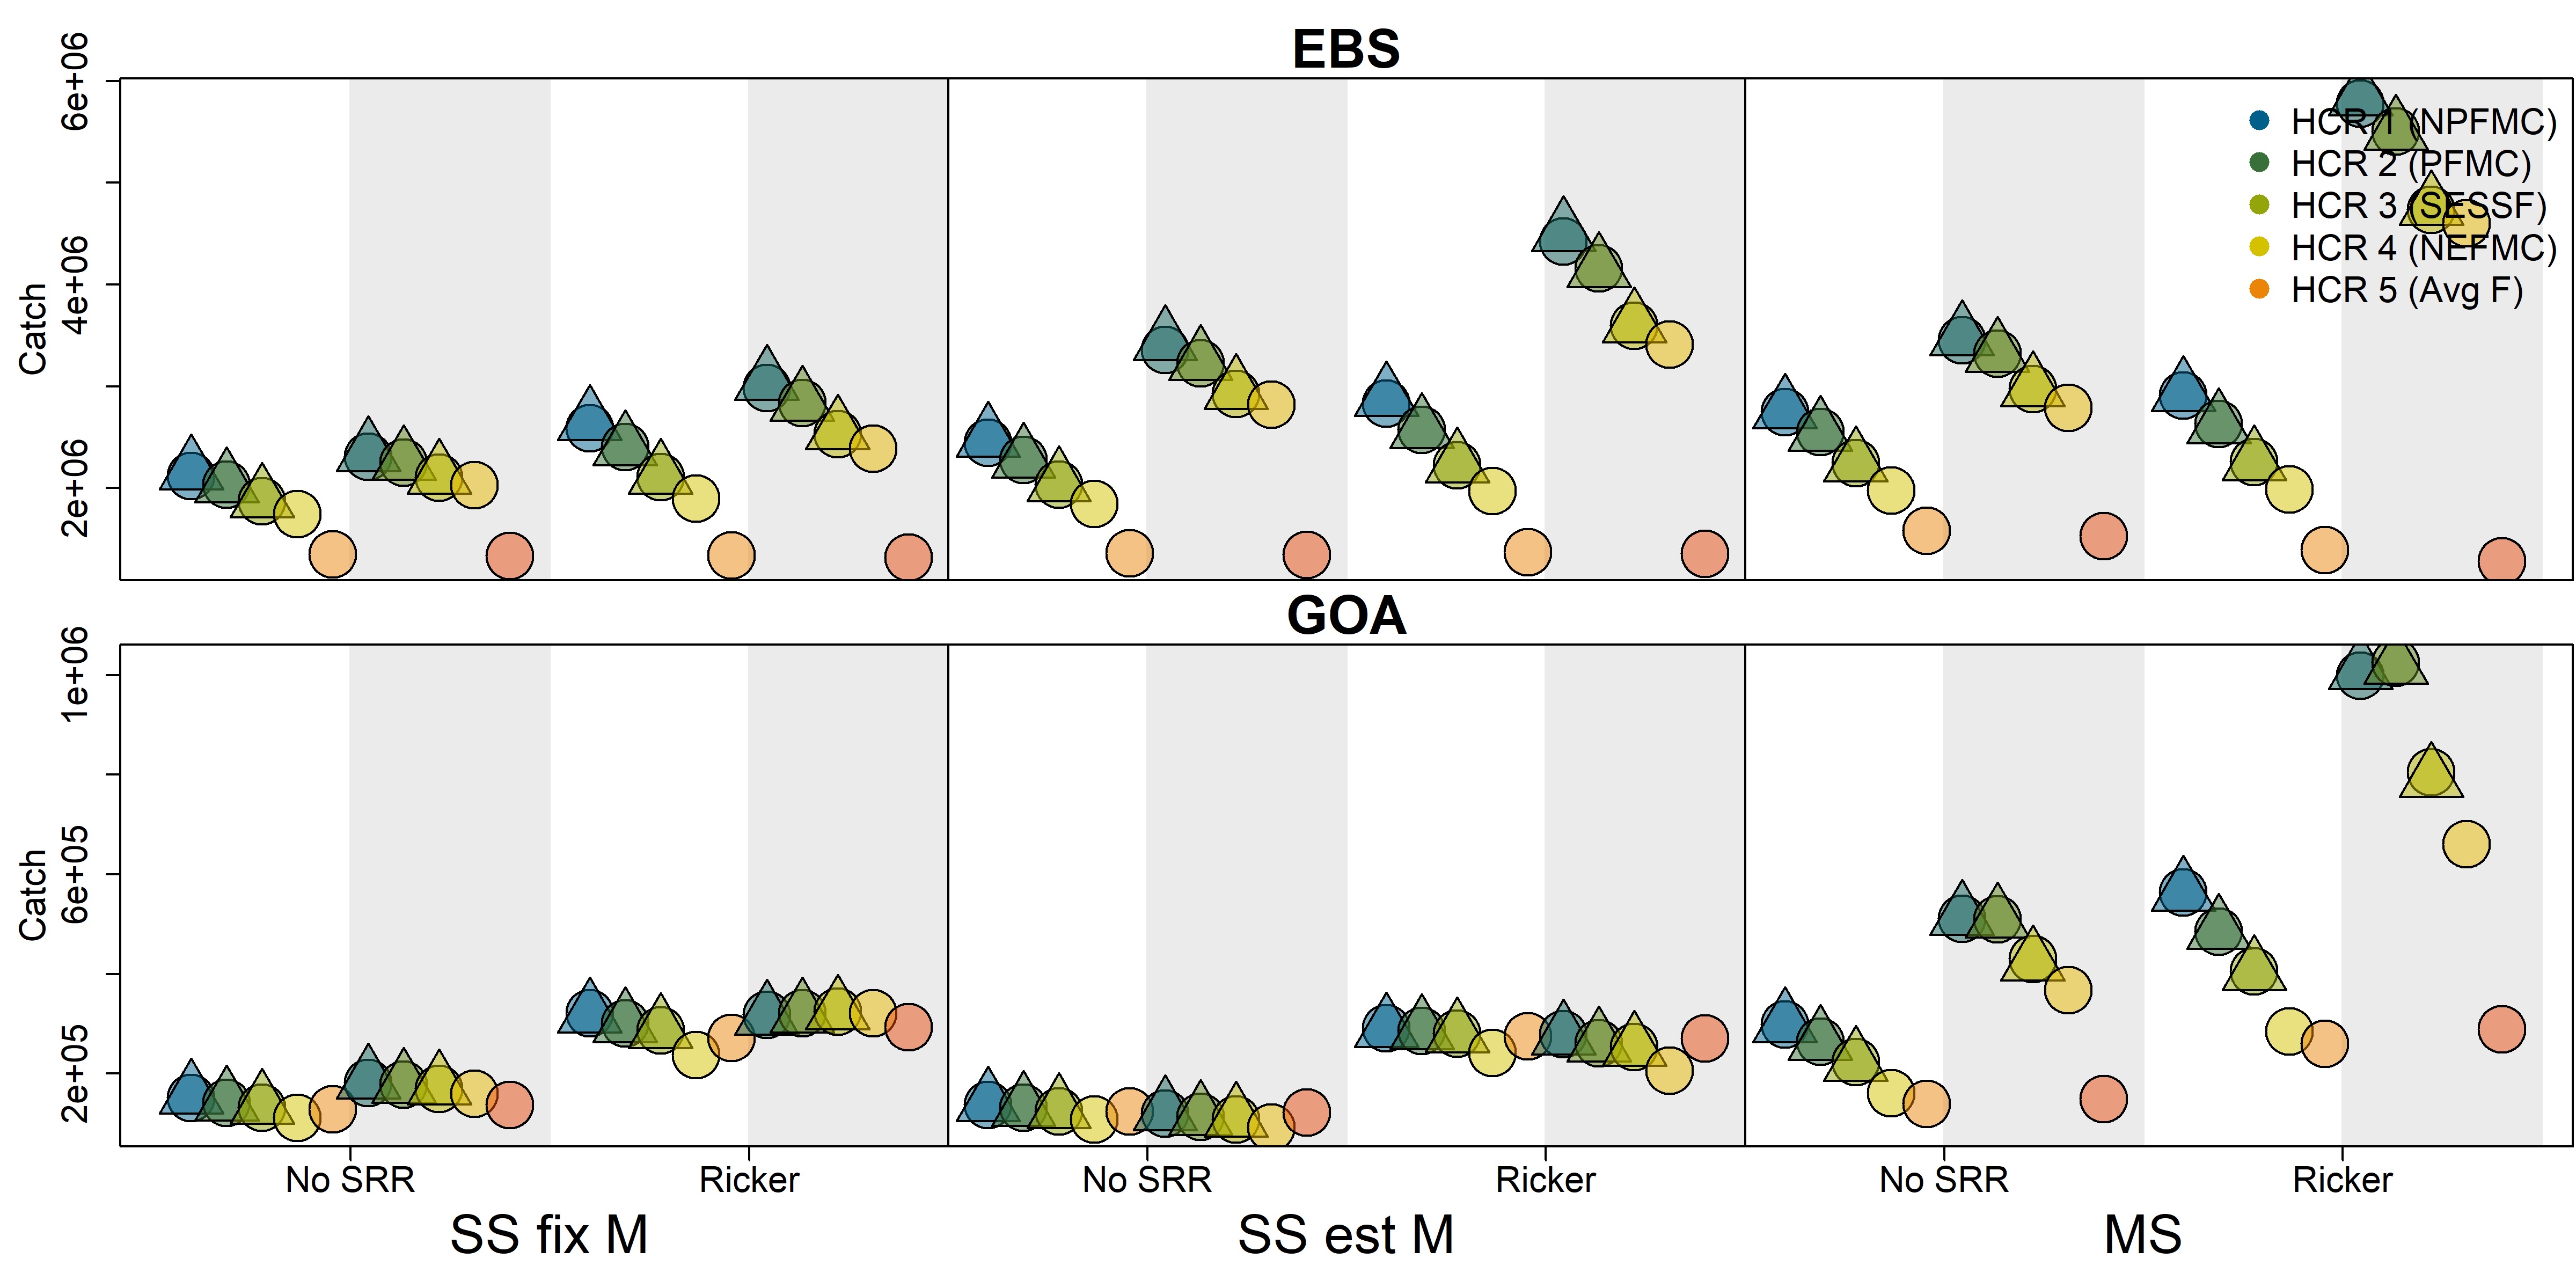 EBS
Catch
6e+06
4e+06
2e+06
HCR 1 (NPFMC)
HCR 2 (PFMC)
HCR 3 (SESSF)
HCR 4 (NEFMC)
HCR 5 (Avg F)
GOA
Catch
1e+06
6e+05
2e+05
No SRR Ricker No SRR Ricker No SRR Ricker
SS fix M SS est M MS